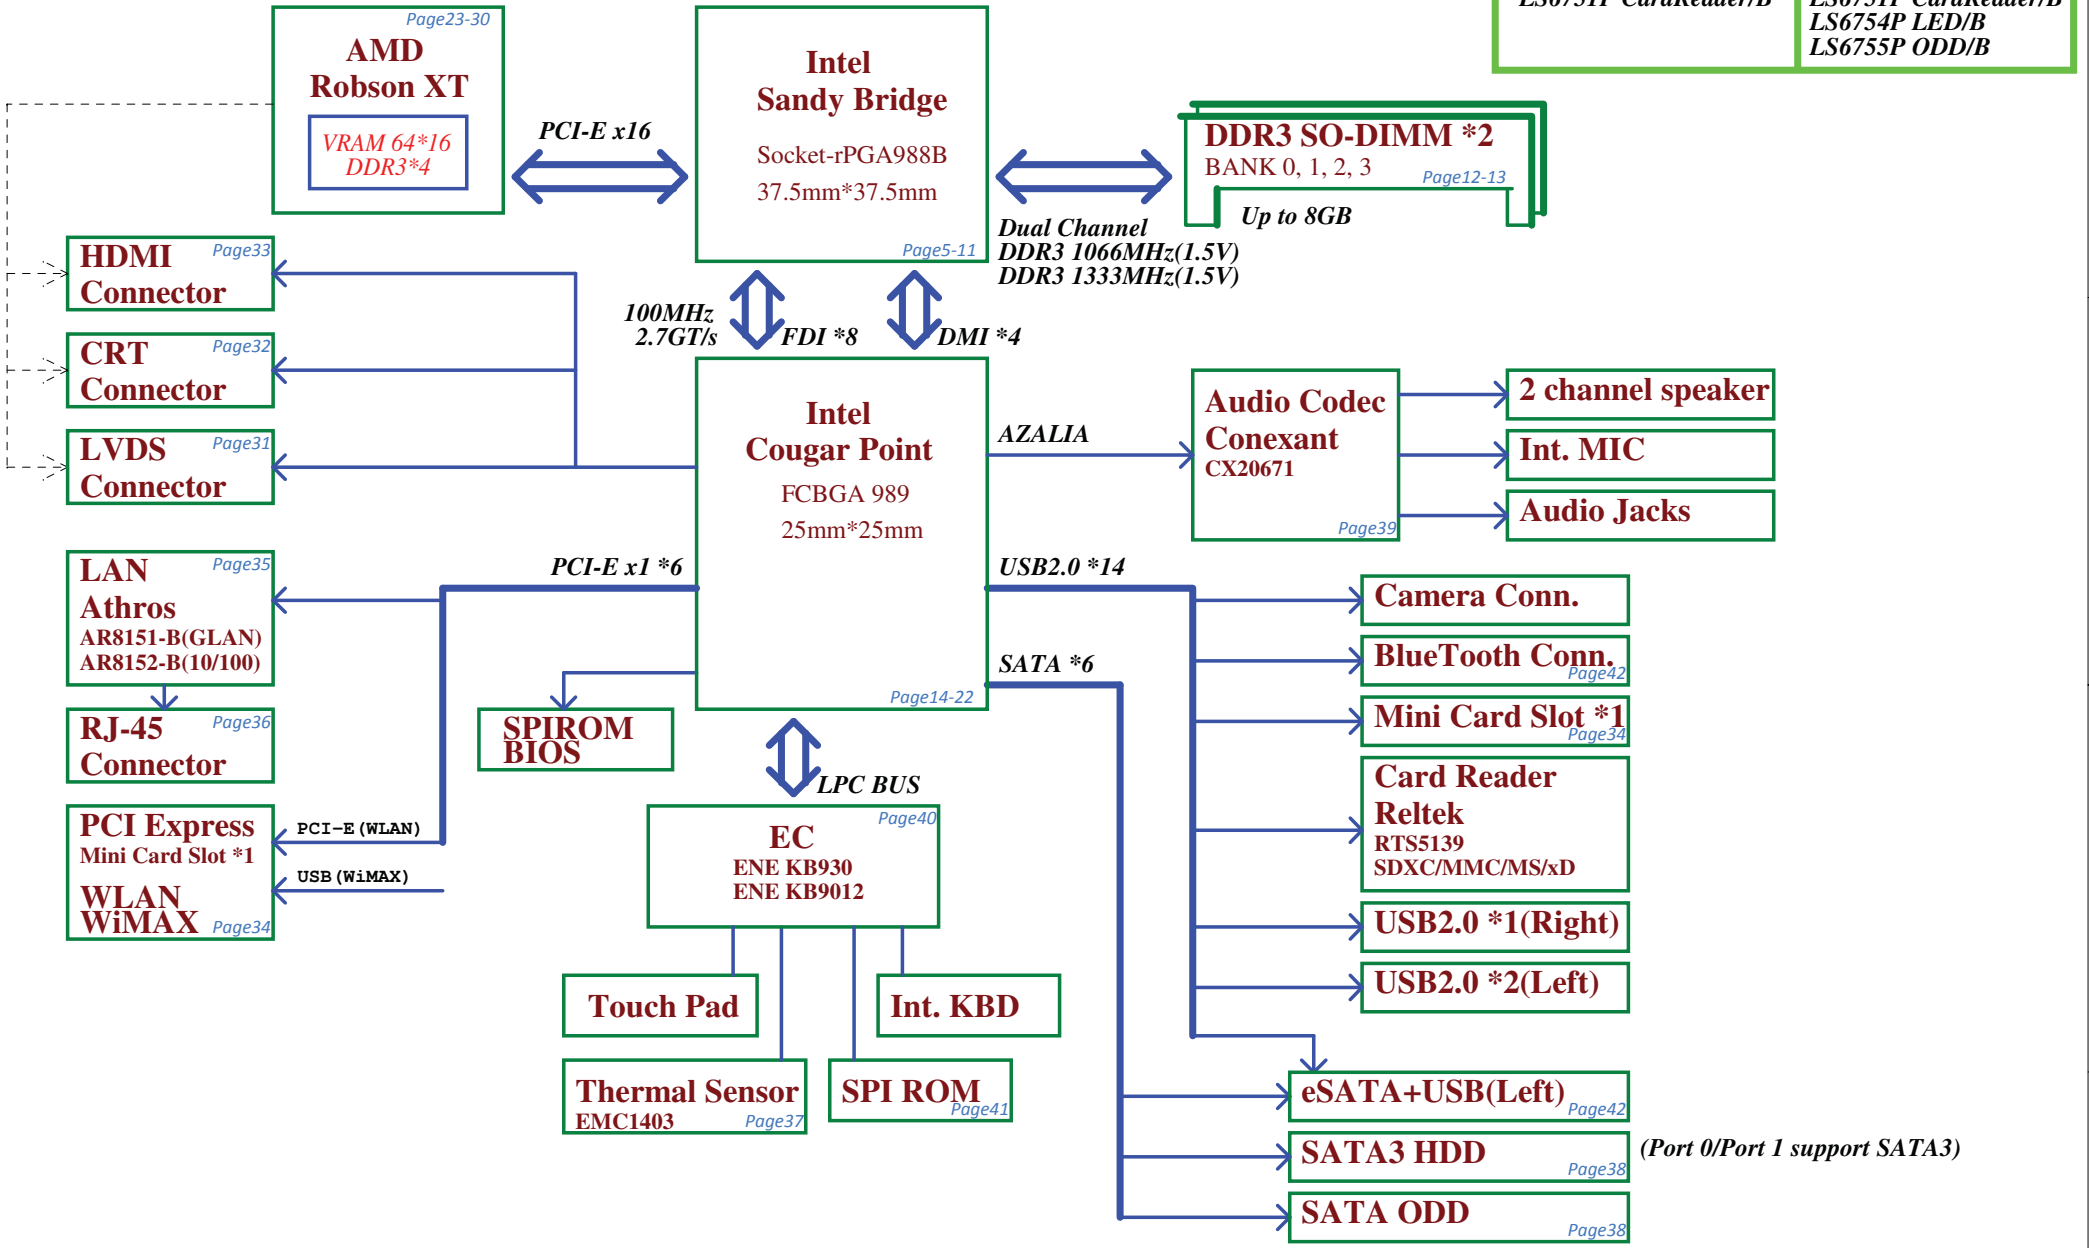 LS6751P CardReader/B
LS6751P CardReader/B
LS6754P LED/B
LS6755P ODD/B
Page23-30
AMD
Robson XT
VRAM 64*16
DDR3*4
PCI-E x16
Intel
Sandy Bridge
Socket-rPGA988B
37.5mm*37.5mm
Page5-11
DDR3 SO-DIMM *2
BANK 0, 1, 2, 3
Page12-13
Up to 8GB
Dual Channel
DDR3 1066MHz(1.5V)
DDR3 1333MHz(1.5V)
HDMI
Connector
Page33
CRT
Connector
Page32
LVDS
Connector
Page31
100MHz
2.7GT/s
FDI *8
DMI *4
Intel
Cougar Point
FCBGA 989
25mm*25mm
Page14-22
AZALIA
Audio Codec
Conexant
CX20671
Page39
2 channel speaker
Int. MIC
Audio Jacks
PCI-E x1 *6
USB2.0 *14
SATA *6
LAN
Athros
AR8151-B(GLAN)
AR8152-B(10/100)
Page35
RJ-45
Connector
Page36
PCI Express
Mini Card Slot *1
WLAN
WiMAX
Page34
PCI-E(WLAN)
USB(WiMAX)
SPIROM
BIOS
LPC BUS
Page40
EC
ENE KB930
ENE KB9012
Touch Pad
Int. KBD
Thermal Sensor
EMC1403
Page37
SPI ROM
Page41
Camera Conn.
BlueTooth Conn.
Page42
Mini Card Slot *1
Page34
Card Reader
Reltek
RTS5139
SDXC/MMC/MS/xD
USB2.0 *1(Right)
USB2.0 *2(Left)
eSATA+USB(Left)
Page42
SATA3 HDD
Page38
(Port 0/Port 1 support SATA3)
SATA ODD
Page38